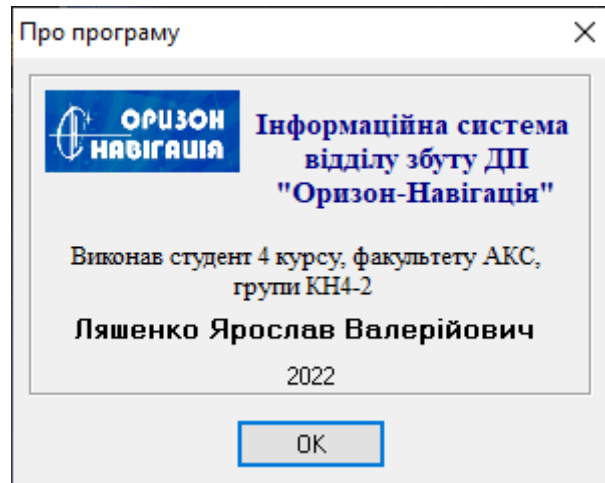 Про програму
ОРИЗОН
НАВІГАЦІЯ
Інформаційна система
відділу збуту ДП
"Оризон-Навігація"
Виконав студент 4 курсу, факультету АКС,
групи КН4-2
Ляшенко Ярослав Валерійович
2022
OK